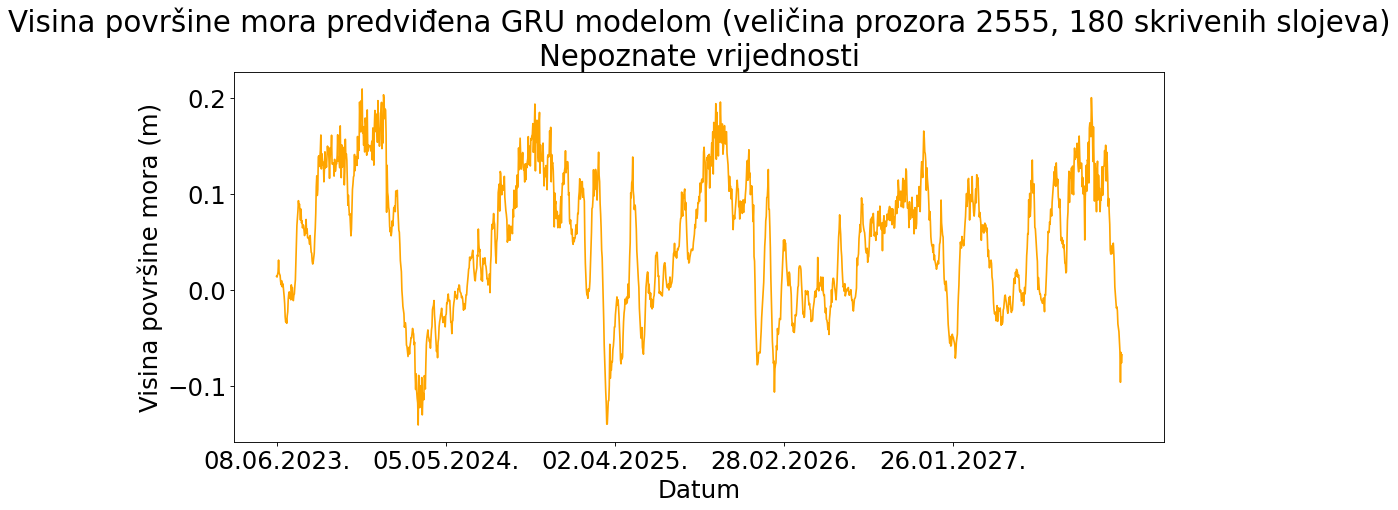 Visina površine mora predviđena GRU modelom (veličina prozora 2555, 180 skrivenih slojeva)
Nepoznate vrijednosti
Visina površine mora (m)
0.2
0.1
0.0
−0.1
08.06.2023. 05.05.2024. 02.04.2025. 28.02.2026. 26.01.2027.
Datum